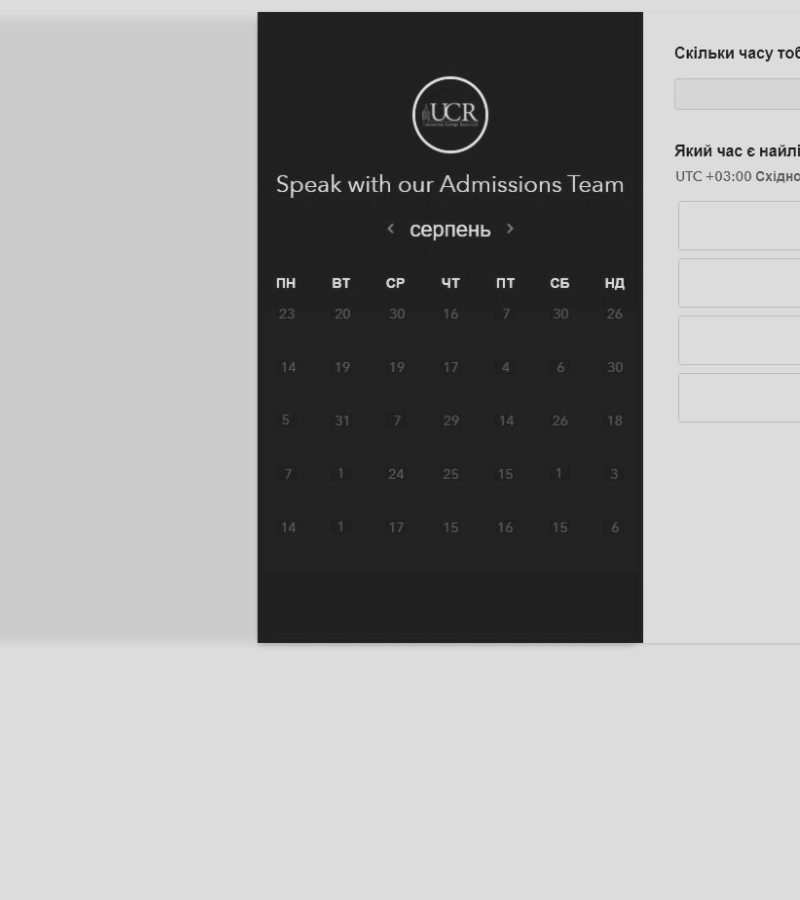 UCR
Speak with our Admissions Team
серпень
ПН ВТ СР ЧТ ПТ СБ НД
23 20 30 16 7 30 26
14 19 19 17 4 6 30
5 31 7 29 14 26 18
7 1 24 25 15 1 3
14 1 17 15 16 15 6
Скільки часу тоб
Який час є найлі
UTC +03:00 Східно